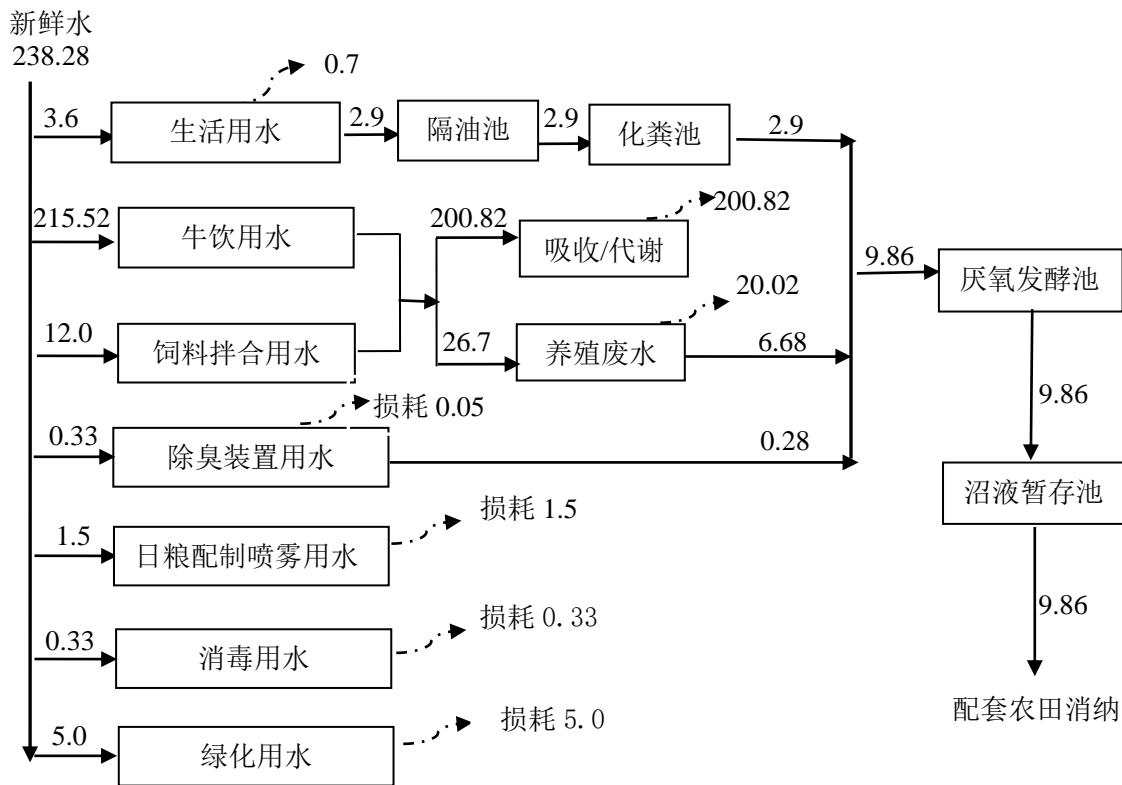 新鲜水
238.28
0.7
3.6
生活用水
2.9
隔油池
2.9
化粪池
2.9
215.52
牛饮用水
200.82
吸收/代谢
200.82
9.86
厌氧发酵池
12.0
饲料拌合用水
26.7
养殖废水
20.02
6.68
损耗 0.05
0.33
除臭装置用水
0.28
9.86
沼液暂存池
损耗 1.5
1.5
日粮配制喷雾用水
9.86
损耗 0.33
0.33
消毒用水
配套农田消纳
损耗 5.0
5.0
绿化用水